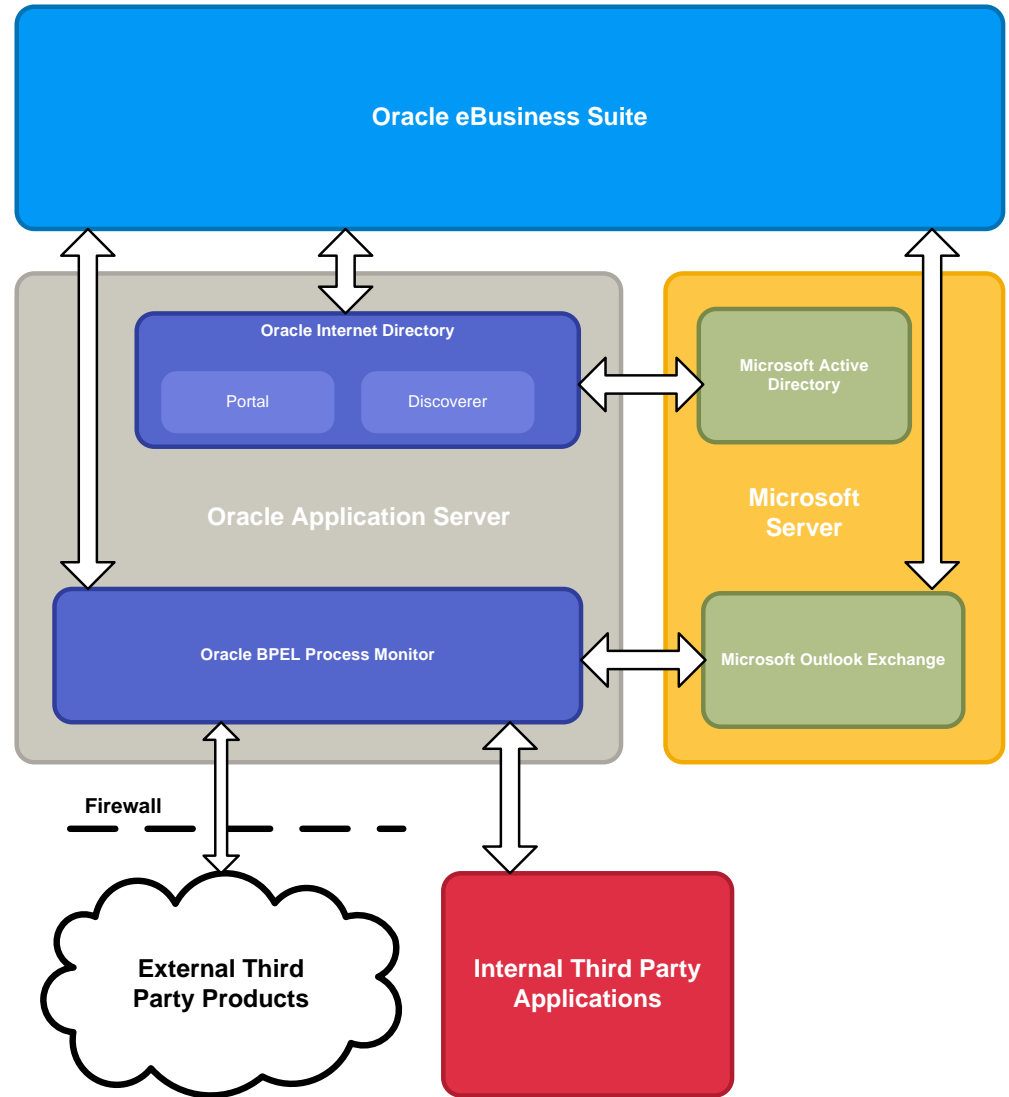 Oracle eBusiness Suite
Oracle Internet Directory
Portal
Discoverer
Microsoft Active
Directory
Oracle Application Server
Microsoft
Server
Oracle BPEL Process Monitor
Microsoft Outlook Exchange
Firewall
External Third
Party Products
Internal Third Party
Applications